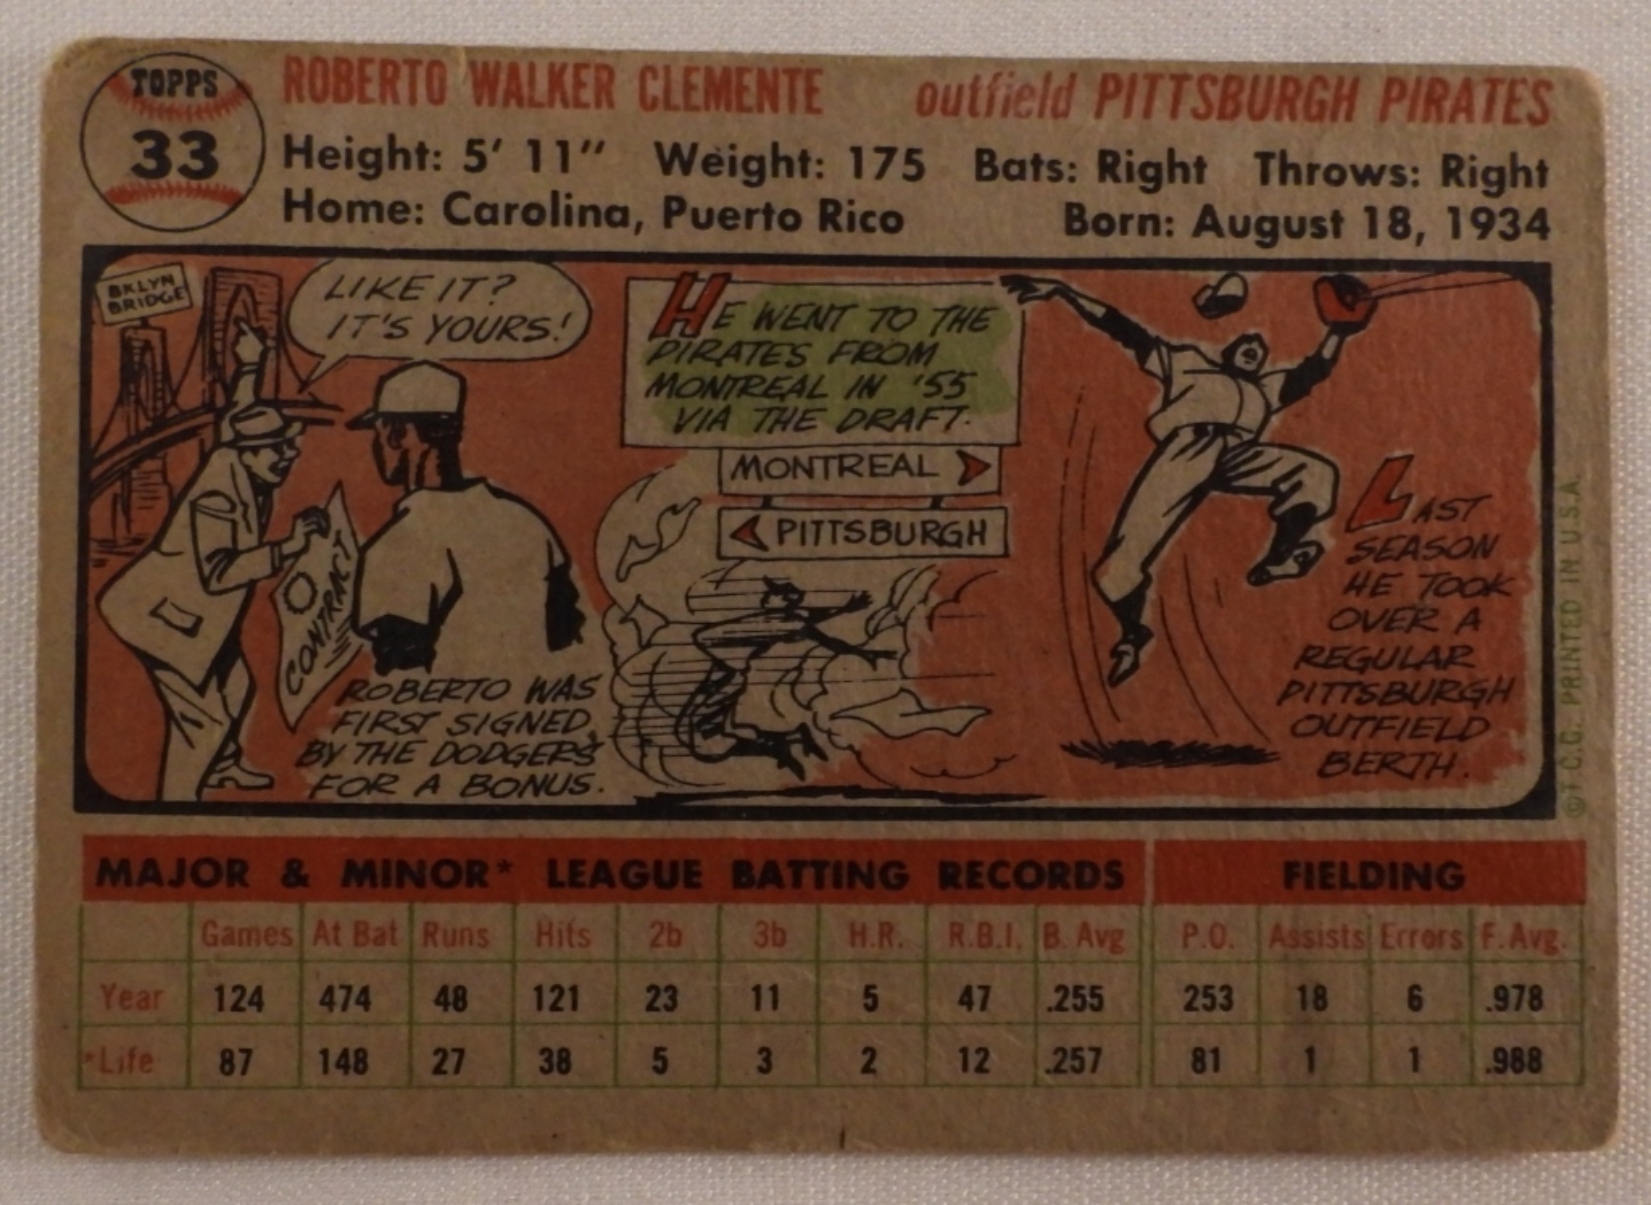 TOPPS
33
ROBERTO WALKER CLEMENTE outfield PITTSBURGH PIRATES
Height: 5' 11" Weight: 175 Bats: Right Throws: Right
Home: Carolina, Puerto Rico Born: August 18, 1934
BKLYN
BRIDGE
LIKE IT?
IT'S YOURS!
CONTRACT
ROBERTO WAS
FIRST SIGNED
BY THE DODGERS
FOR A BONUS.
HE WENT TO THE
PIRATES FROM
MONTREAL IN '55
VIA THE DRAFT.
MONTREAL
PITTSBURGH
LAST
SEASON
HE TOOK
OVER A
REGULAR
PITTSBURGH
OUTFIELD
BERTH.
©T.C.G. PRINTED IN U.S.A.
MAJOR & MINOR* LEAGUE BATTING RECORDS FIELDING
Games At Bat Runs Hits 2b 3b H.R. R.B.I. B. Avg P.O. Assists Errors F. Avg.
Year 124 474 48 121 23 11 5 47 .255 253 18 6 .978
*Life 87 148 27 38 5 3 2 12 .257 81 1 1 .988